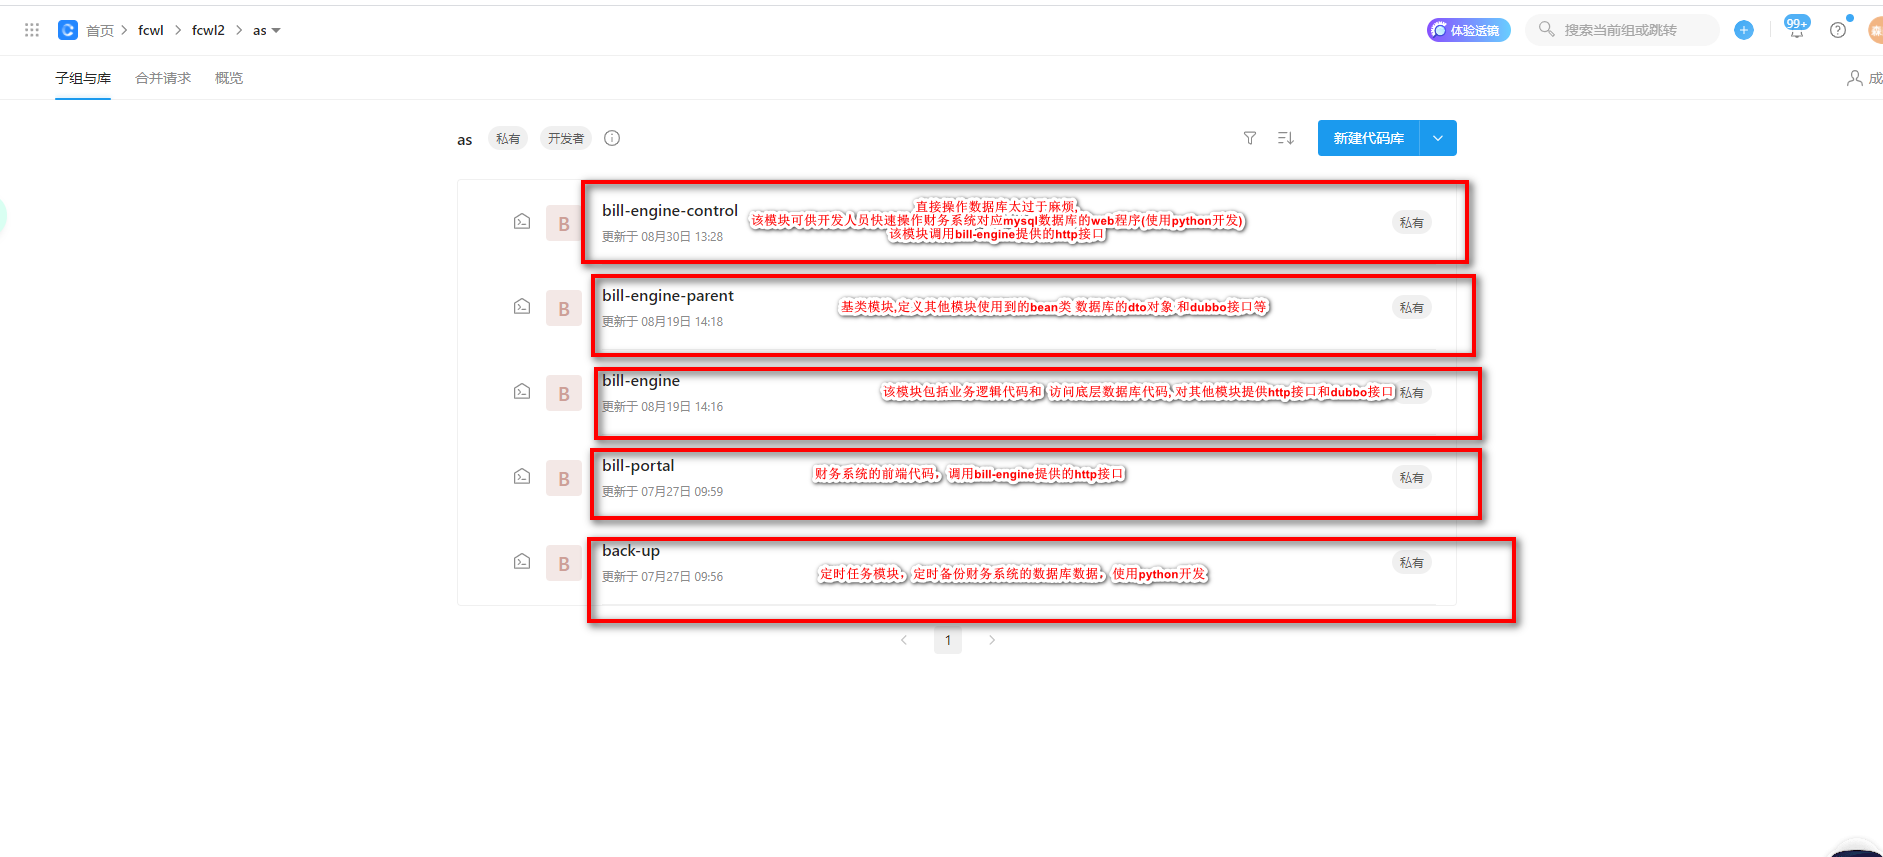 首页 > fcwl > fcwl2 > as
体验透镜
搜索当前组或跳转
99+
子组与库 合并请求 概览
成
as 私有 开发者
新建代码库
B
bill-engine-control
更新于 08月30日 13:28
直接操作数据库太过于麻烦,
该模块可供开发人员快速操作财务系统对应mysql数据库的web程序(使用python开发)
该模块调用bill-engine提供的http接口
私有
B
bill-engine-parent
更新于 08月19日 14:18
基类模块,定义其他模块使用到的bean类 数据库的dto对象 和dubbo接口等
私有
B
bill-engine
更新于 08月19日 14:16
该模块包括业务逻辑代码和 访问底层数据库代码, 对其他模块提供http接口和dubbo接口
私有
B
bill-portal
更新于 07月27日 09:59
财务系统的前端代码，调用bill-engine提供的http接口
私有
B
back-up
更新于 07月27日 09:56
定时任务模块，定时备份财务系统的数据库数据，使用python开发
私有
< 1 >